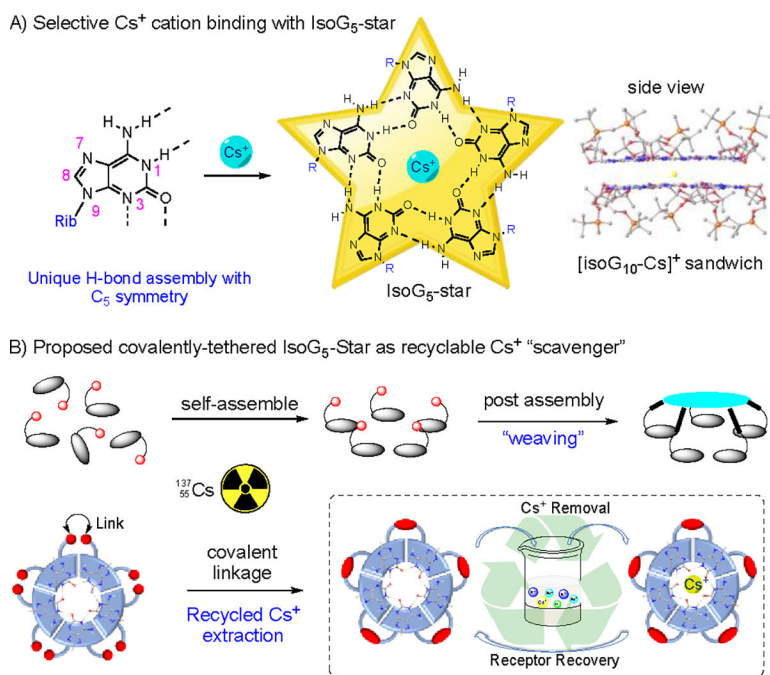 A) Selective Cs⁺ cation binding with IsoG₅-star
side view
H H
N
7 N N 1 H
8
N N O
9 3
Rib
Cs⁺
R
Cs⁺
R
R
R
R
Unique H-bond assembly with
C₅ symmetry
IsoG₅-star
[isoG₁₀-Cs]⁺ sandwich
B) Proposed covalently-tethered IsoG₅-Star as recyclable Cs⁺ “scavenger”
self-assemble
post assembly
“weaving”
¹³⁷₅₅Cs
Link
covalent
linkage
Recycled Cs⁺
extraction
Cs⁺ Removal
Cs⁺
Receptor Recovery